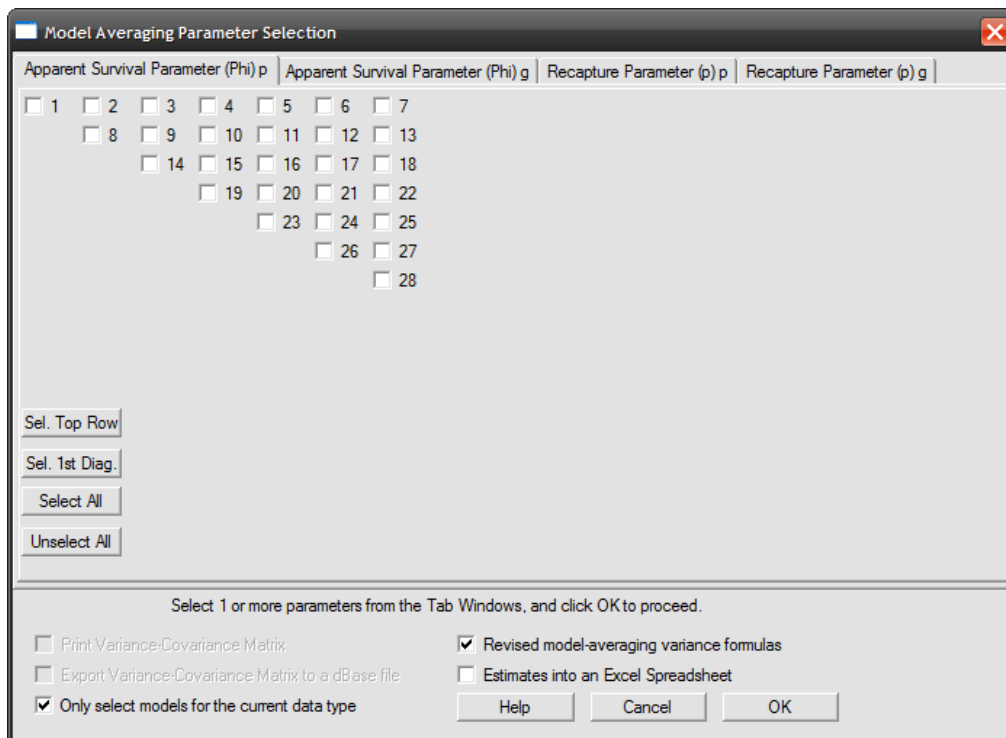 Model Averaging Parameter Selection
Apparent Survival Parameter (Phi) p Apparent Survival Parameter (Phi) g Recapture Parameter (p) p Recapture Parameter (p) g
1 2 3 4 5 6 7
8 9 10 11 12 13
14 15 16 17 18
19 20 21 22
23 24 25
26 27
28
Sel. Top Row
Sel. 1st Diag.
Select All
Unselect All
Select 1 or more parameters from the Tab Windows, and click OK to proceed.
Print Variance-Covariance Matrix Revised model-averaging variance formulas
Export Variance-Covariance Matrix to a dBase file Estimates into an Excel Spreadsheet
Only select models for the current data type Help Cancel OK